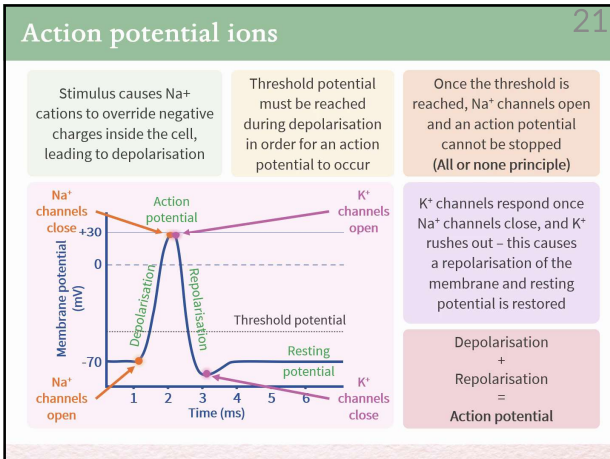 Action potential ions
21
Stimulus causes Na+
cations to override negative
charges inside the cell,
leading to depolarisation
Threshold potential
must be reached
during depolarisation
in order for an action
potential to occur
Once the threshold is
reached, Na⁺ channels open
and an action potential
cannot be stopped
(All or none principle)
Na⁺
channels
close
Action
potential
K⁺
channels
open
+30
0
-70
Membrane potential
(mV)
Depolarisation
Repolarisation
Threshold potential
Resting
potential
Na⁺
channels
open
1 2 3 4 5 6
Time (ms)
K⁺
channels
close
K⁺ channels respond once
Na⁺ channels close, and K⁺
rushes out – this causes
a repolarisation of the
membrane and resting
potential is restored
Depolarisation
+
Repolarisation
=
Action potential